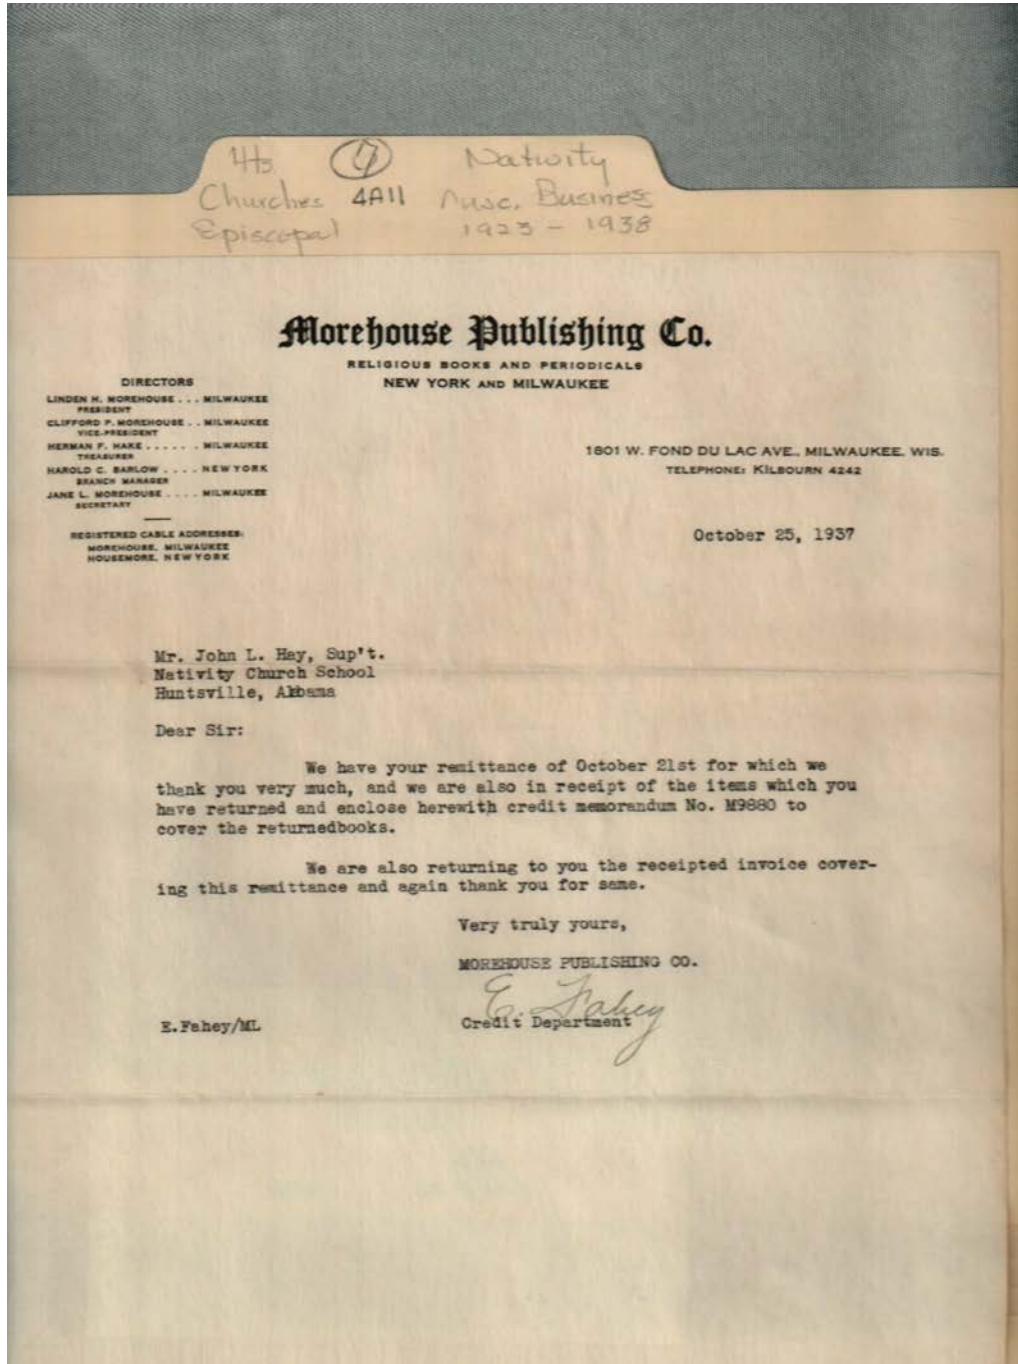 Hs. 7 Nativity
Churches 4A11 Misc. Business
Episcopal 1923 - 1938
Morehouse Publishing Co.
RELIGIOUS BOOKS AND PERIODICALS
NEW YORK AND MILWAUKEE
DIRECTORS
LINDEN H. MOREHOUSE . . . MILWAUKEE
PRESIDENT
CLIFFORD P. MOREHOUSE . . MILWAUKEE
VICE-PRESIDENT
HERMAN F. HAKE . . . . . . MILWAUKEE
TREASURER
HAROLD C. BARLOW . . . . NEW YORK
BRANCH MANAGER
JANE L. MOREHOUSE . . . . MILWAUKEE
SECRETARY
REGISTERED CABLE ADDRESSES:
MOREHOUSE, MILWAUKEE
HOUSEMORE, NEW YORK
1801 W. FOND DU LAC AVE., MILWAUKEE, WIS.
TELEPHONE: KILBOURN 4242
October 25, 1937
Mr. John L. Hay, Sup't.
Nativity Church School
Huntsville,
Dear Sir:
We have your remittance of October 21st for which we
thank you very much, and we are also in receipt of the items which you
have returned and enclose herewith credit memorandum No. M9880 to
cover the returnedbooks.
We are also returning to you the receipted invoice cover-
ing this remittance and again thank you for same.
Very truly yours,
MOREHOUSE PUBLISHING CO.
E. Fahey
E.Fahey/ML Credit Department